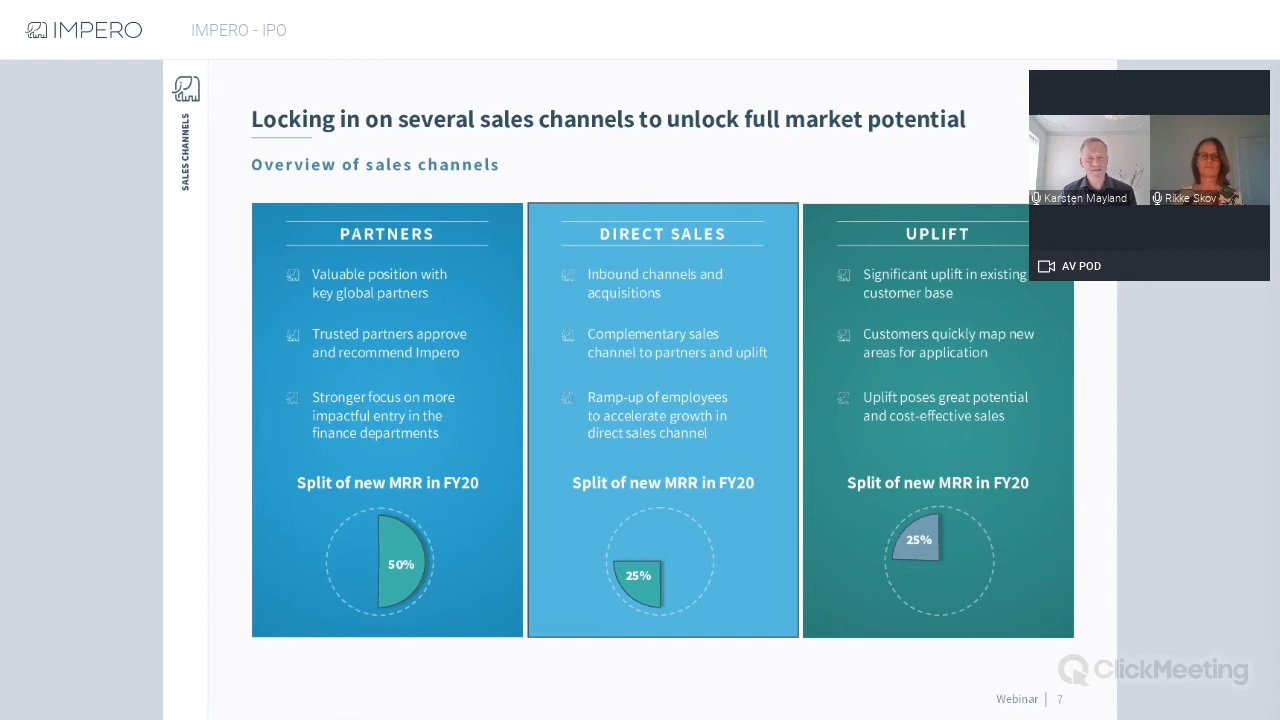 IMPERO
IMPERO - IPO
SALES CHANNELS
Locking in on several sales channels to unlock full market potential
Overview of sales channels
PARTNERS
Valuable position with
key global partners
Trusted partners approve
and recommend Impero
Stronger focus on more
impactful entry in the
finance departments
Split of new MRR in FY20
50%
DIRECT SALES
Inbound channels and
acquisitions
Complementary sales
channel to partners and uplift
Ramp-up of employees
to accelerate growth in
direct sales channel
Split of new MRR in FY20
25%
UPLIFT
Significant uplift in existing
customer base
Customers quickly map new
areas for application
Uplift poses great potential
and cost-effective sales
Split of new MRR in FY20
25%
Karsten Mayland
Rikke Skov
AV POD
ClickMeeting
Webinar | 7